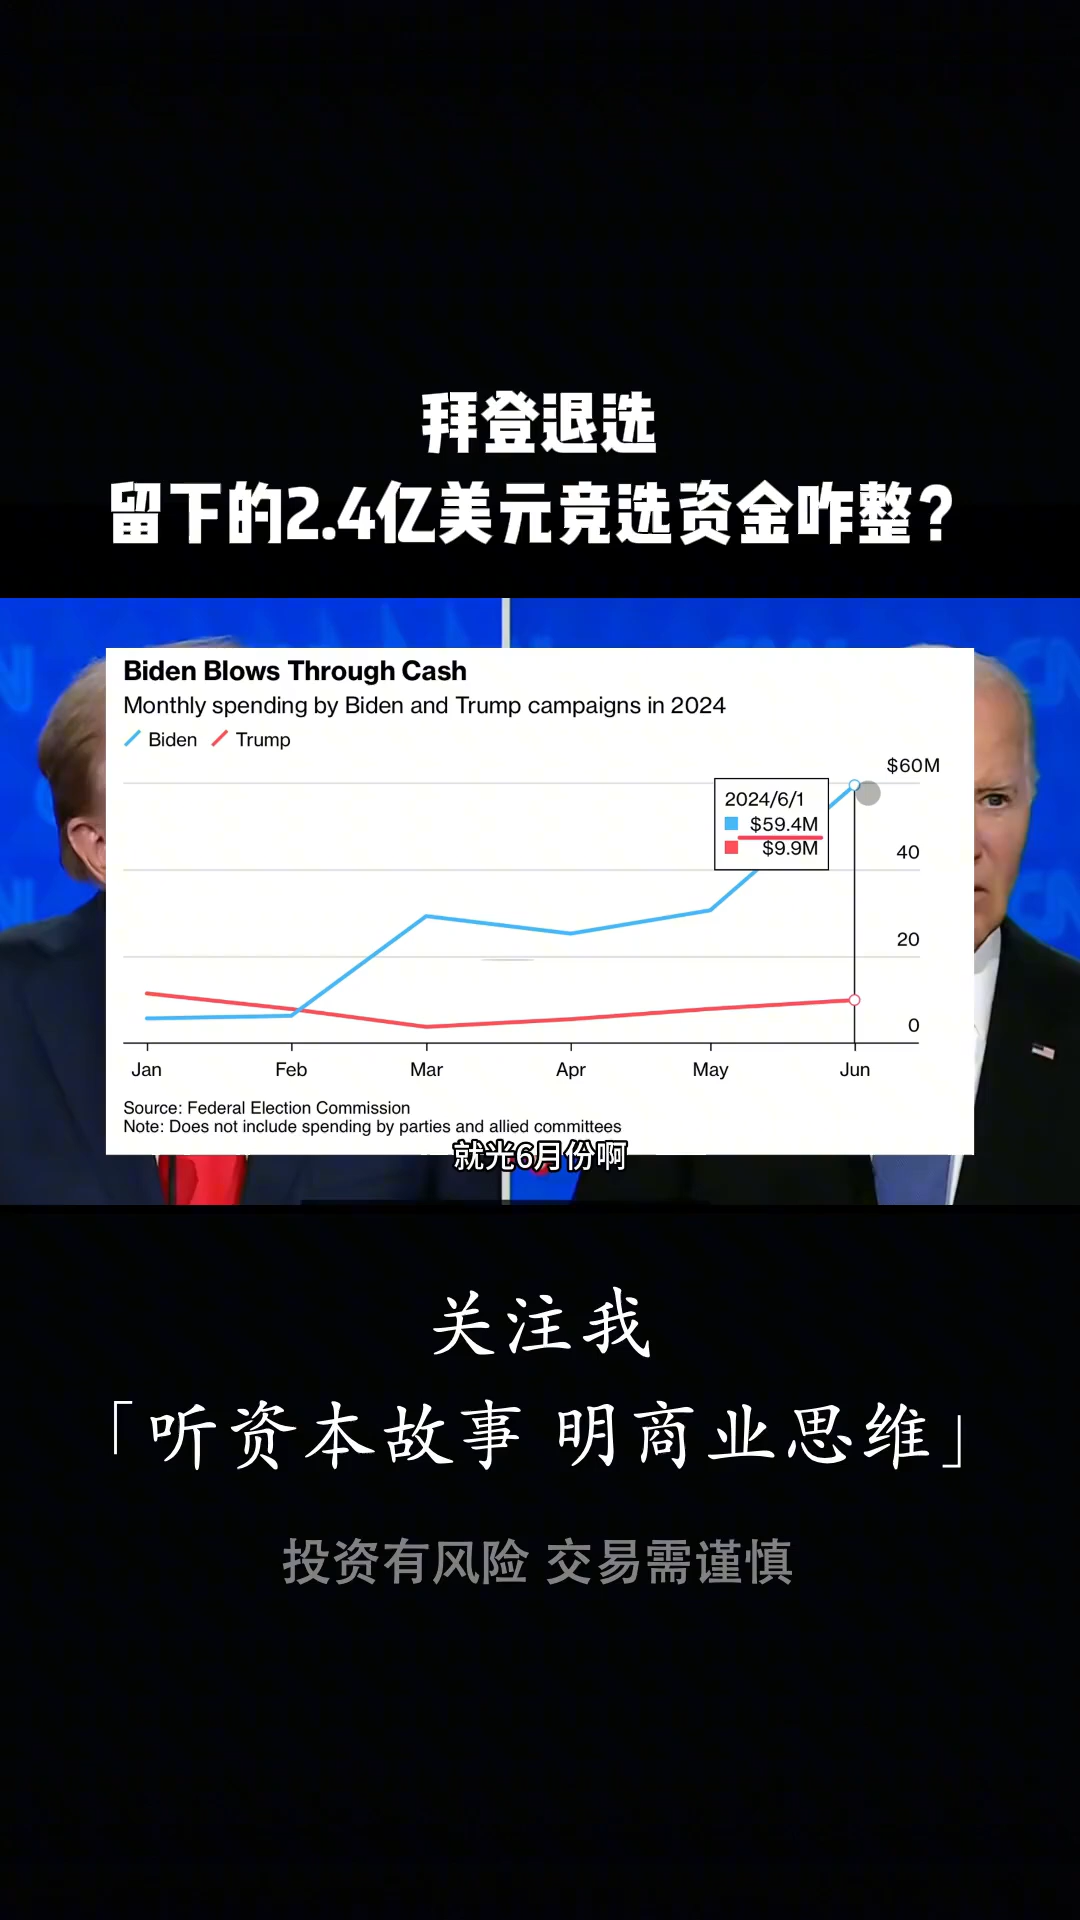 拜登退选
留下的2.4亿美元竞选资金咋整？
Biden Blows Through Cash
Monthly spending by Biden and Trump campaigns in 2024
Biden Trump
$60M
2024/6/1
$59.4M
$9.9M
40
20
0
Jan Feb Mar Apr May Jun
Source: Federal Election Commission
Note: Does not include spending by parties and allied committees
就光6月份啊
关注我
「听资本故事 明商业思维」
投资有风险 交易需谨慎